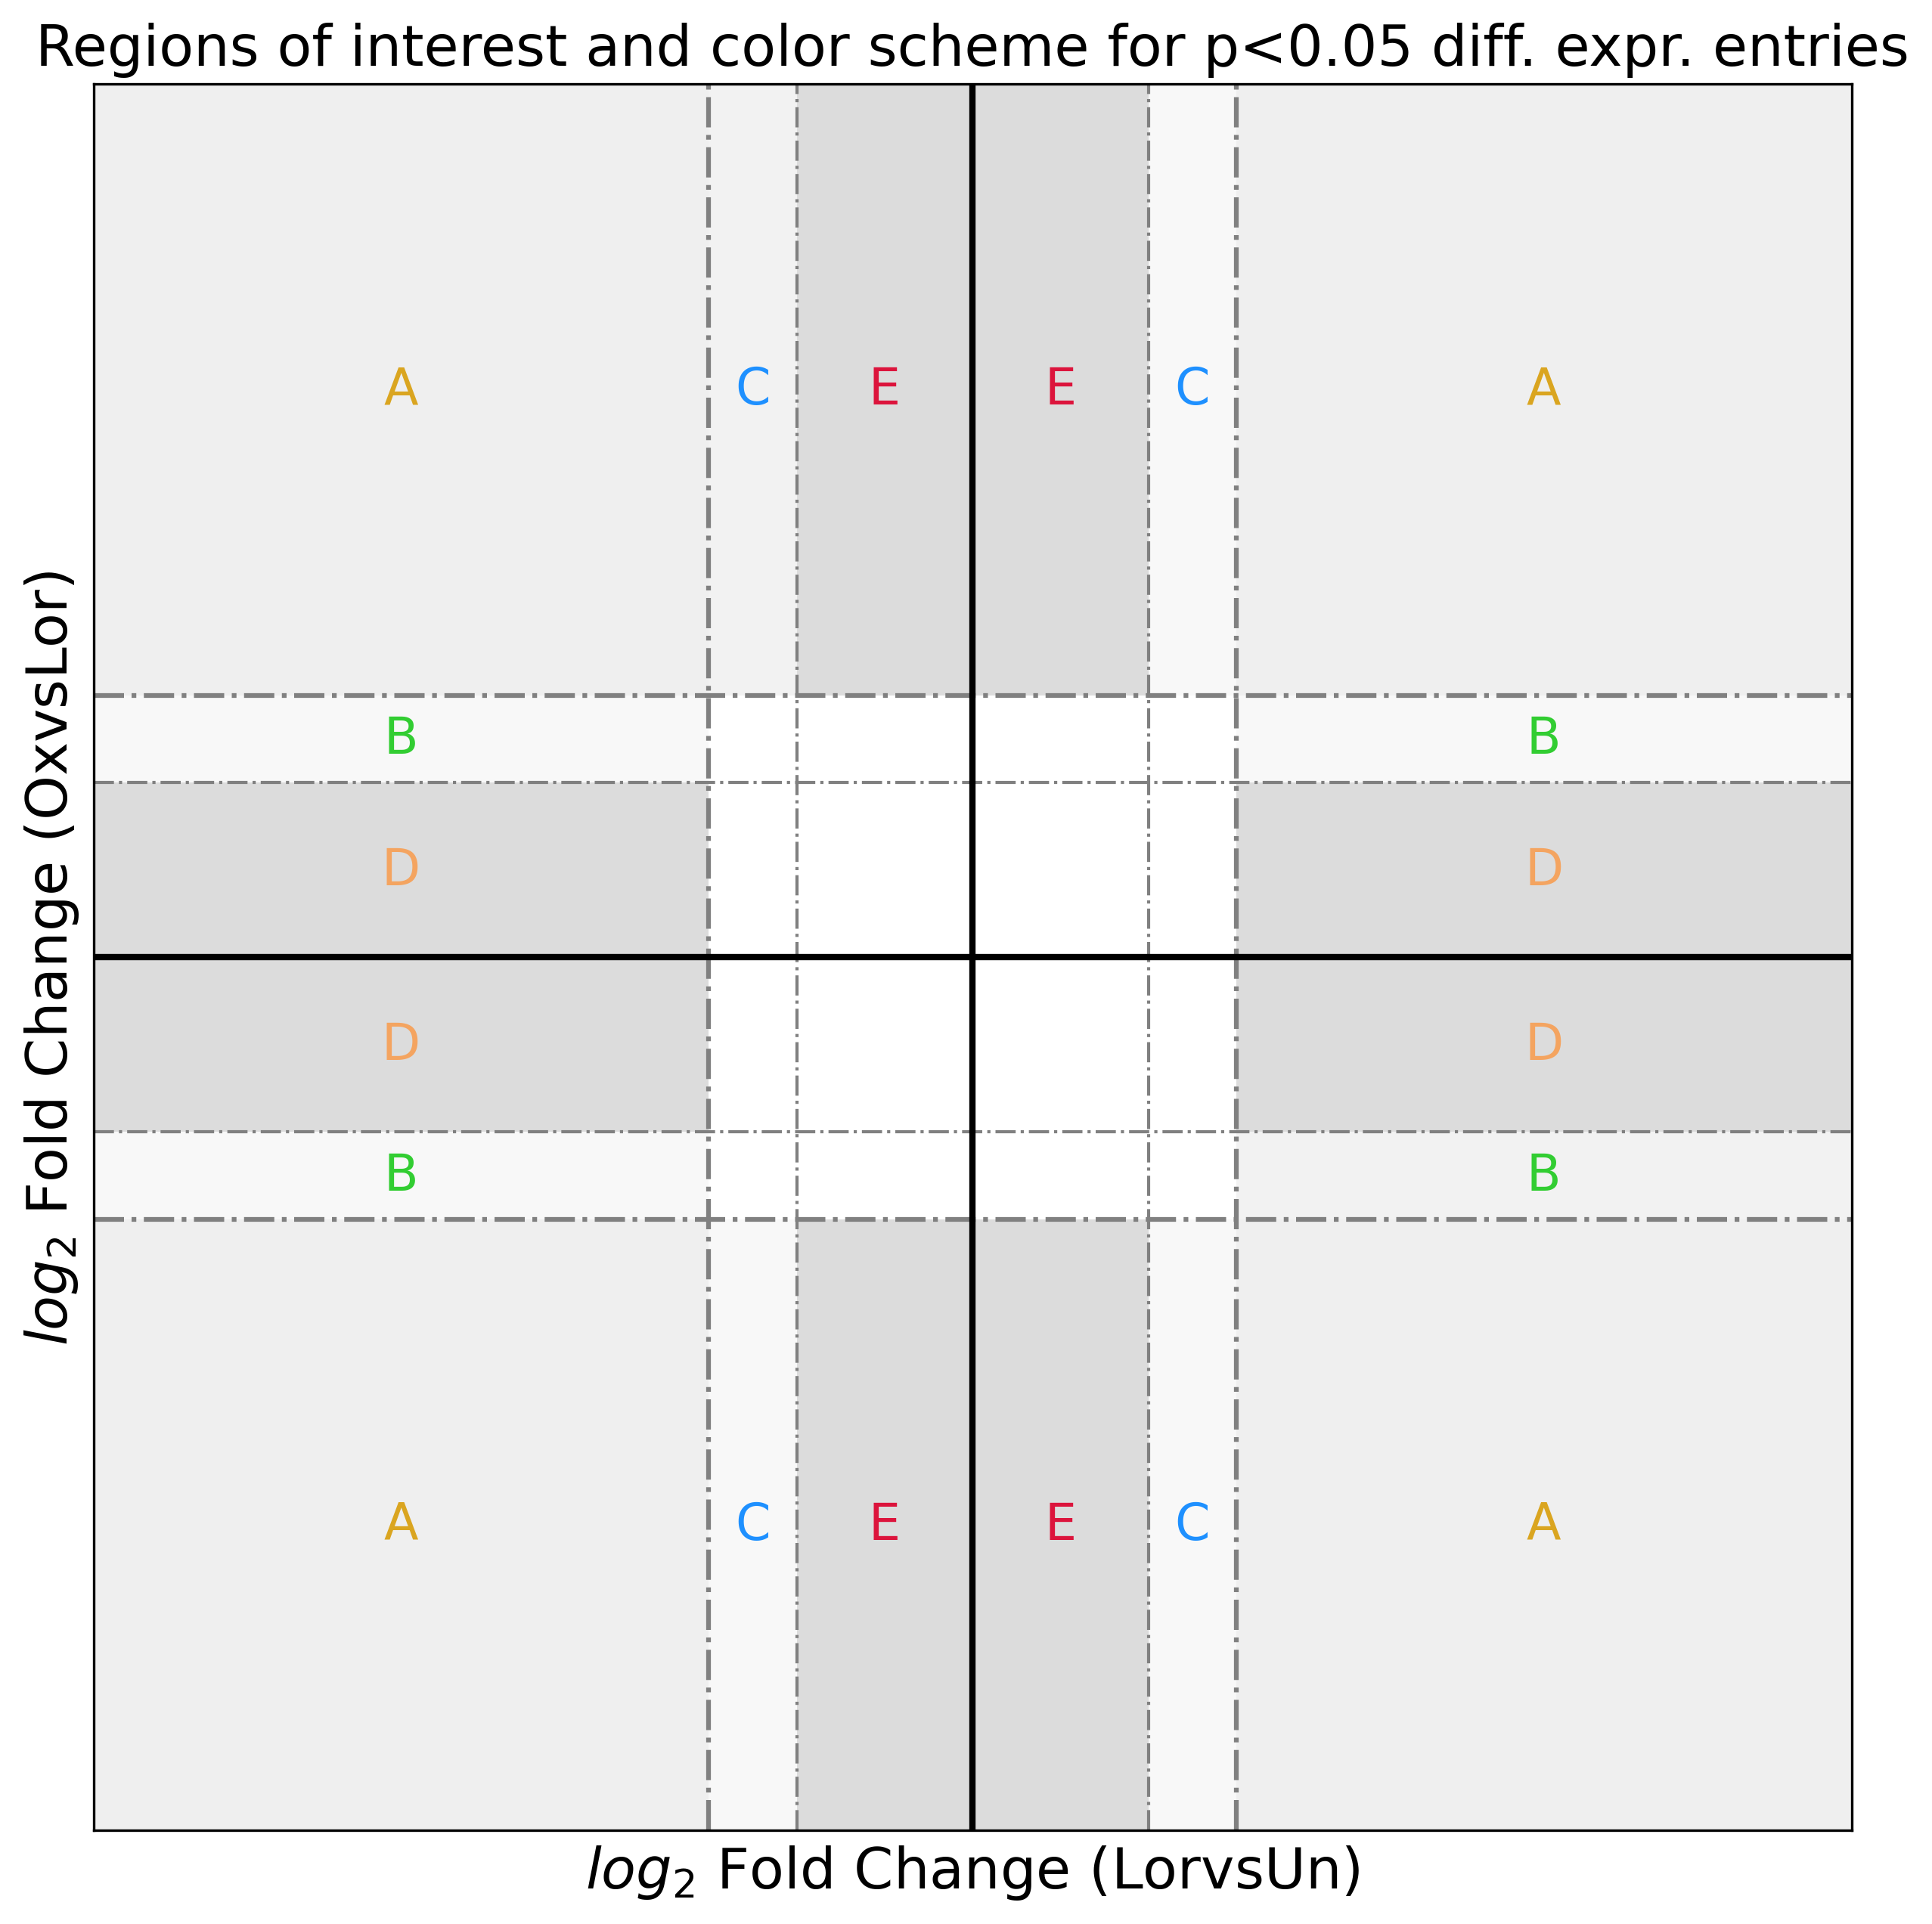 Regions of interest and color scheme for p<0.05 diff. expr. entries
A C E E C A
B B
D D
D D
B B
A C E E C A
log2 Fold Change (OxvsLor)
log2 Fold Change (LorvsUn)